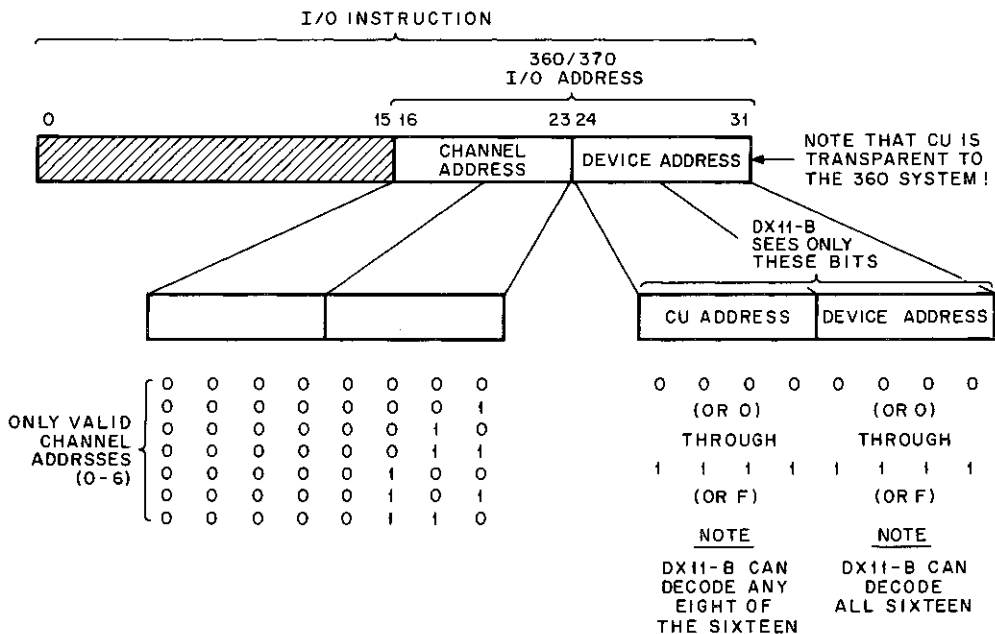 I/O INSTRUCTION
360/370
I/O ADDRESS
0 15 16 23 24 31
CHANNEL
ADDRESS
DEVICE ADDRESS
NOTE THAT CU IS
TRANSPARENT TO
THE 360 SYSTEM!
DX11-B
SEES ONLY
THESE BITS
CU ADDRESS
DEVICE ADDRESS
ONLY VALID
CHANNEL
ADDRSSES
(0-6)
0 0 0 0 0 0 0 0
0 0 0 0 0 0 0 1
0 0 0 0 0 0 1 0
0 0 0 0 0 0 1 1
0 0 0 0 0 1 0 0
0 0 0 0 0 1 0 1
0 0 0 0 0 1 1 0
0 0 0 0 0 0 0 0
(OR 0) (OR 0)
THROUGH THROUGH
1 1 1 1 1 1 1 1
(OR F) (OR F)
NOTE
DX11-B CAN
DECODE ANY
EIGHT OF
THE SIXTEEN
NOTE
DX11-B CAN
DECODE
ALL SIXTEEN